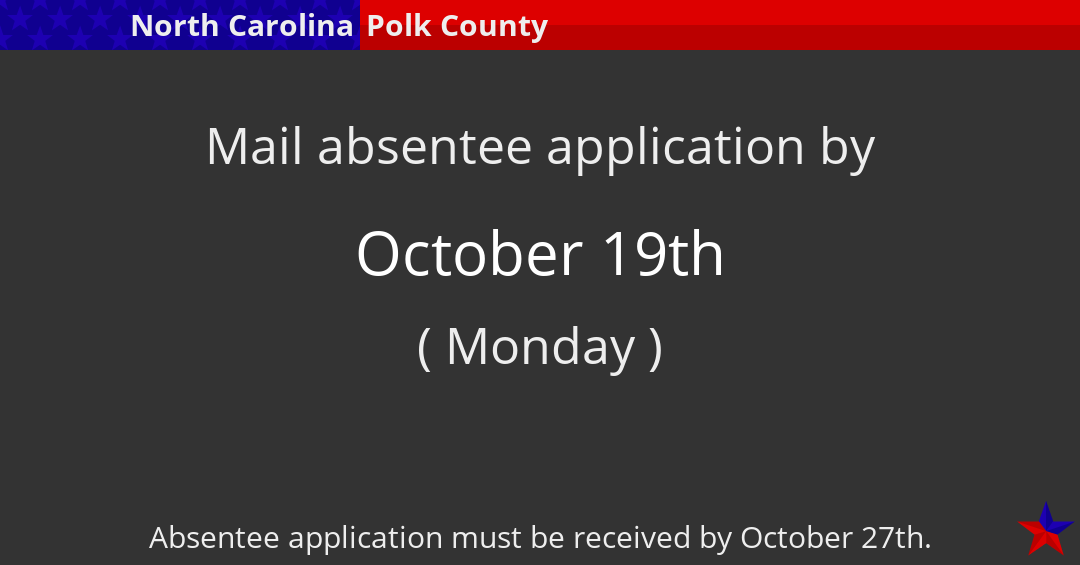 North Carolina Polk County
Mail absentee application by
October 19th
( Monday )
Absentee application must be received by October 27th.